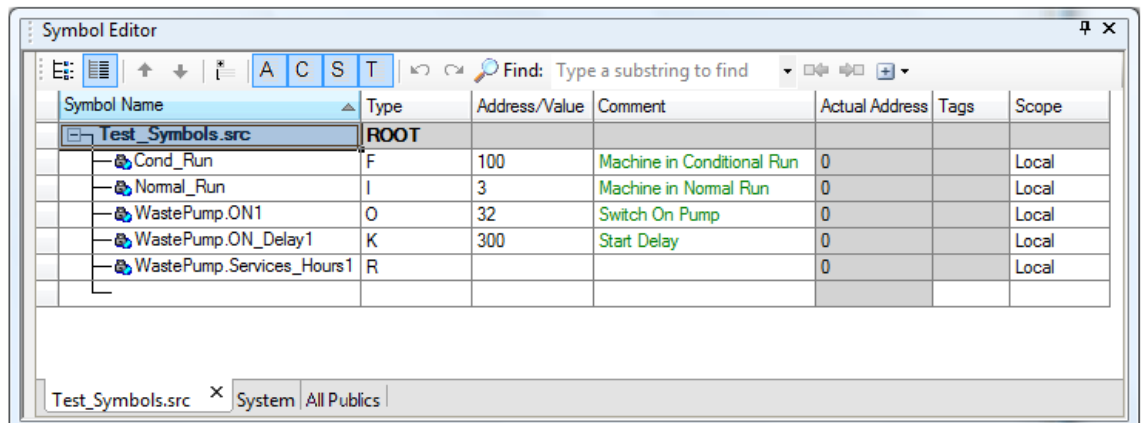 Symbol Editor
A C S T Find: Type a substring to find
Symbol Name Type Address/Value Comment Actual Address Tags Scope
Test_Symbols.src ROOT
Cond_Run F 100 Machine in Conditional Run 0 Local
Normal_Run I 3 Machine in Normal Run 0 Local
WastePump.ON1 O 32 Switch On Pump 0 Local
WastePump.ON_Delay1 K 300 Start Delay 0 Local
WastePump.Services_Hours1 R 0 Local
Test_Symbols.src System All Publics